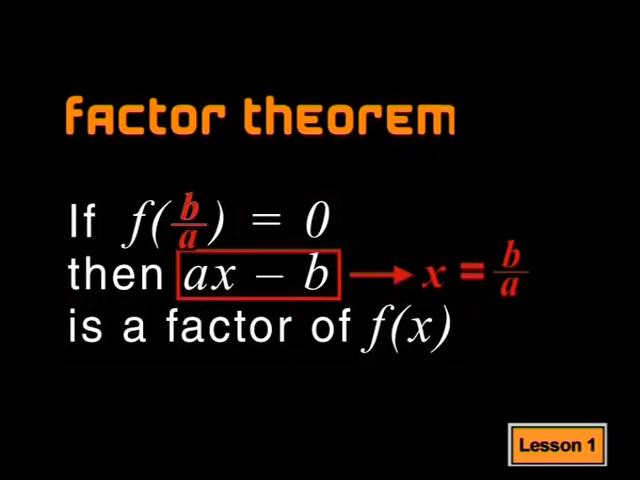 factor theorem
If f(b/a) = 0
then ax – b → x = b/a
is a factor of f(x)
Lesson 1